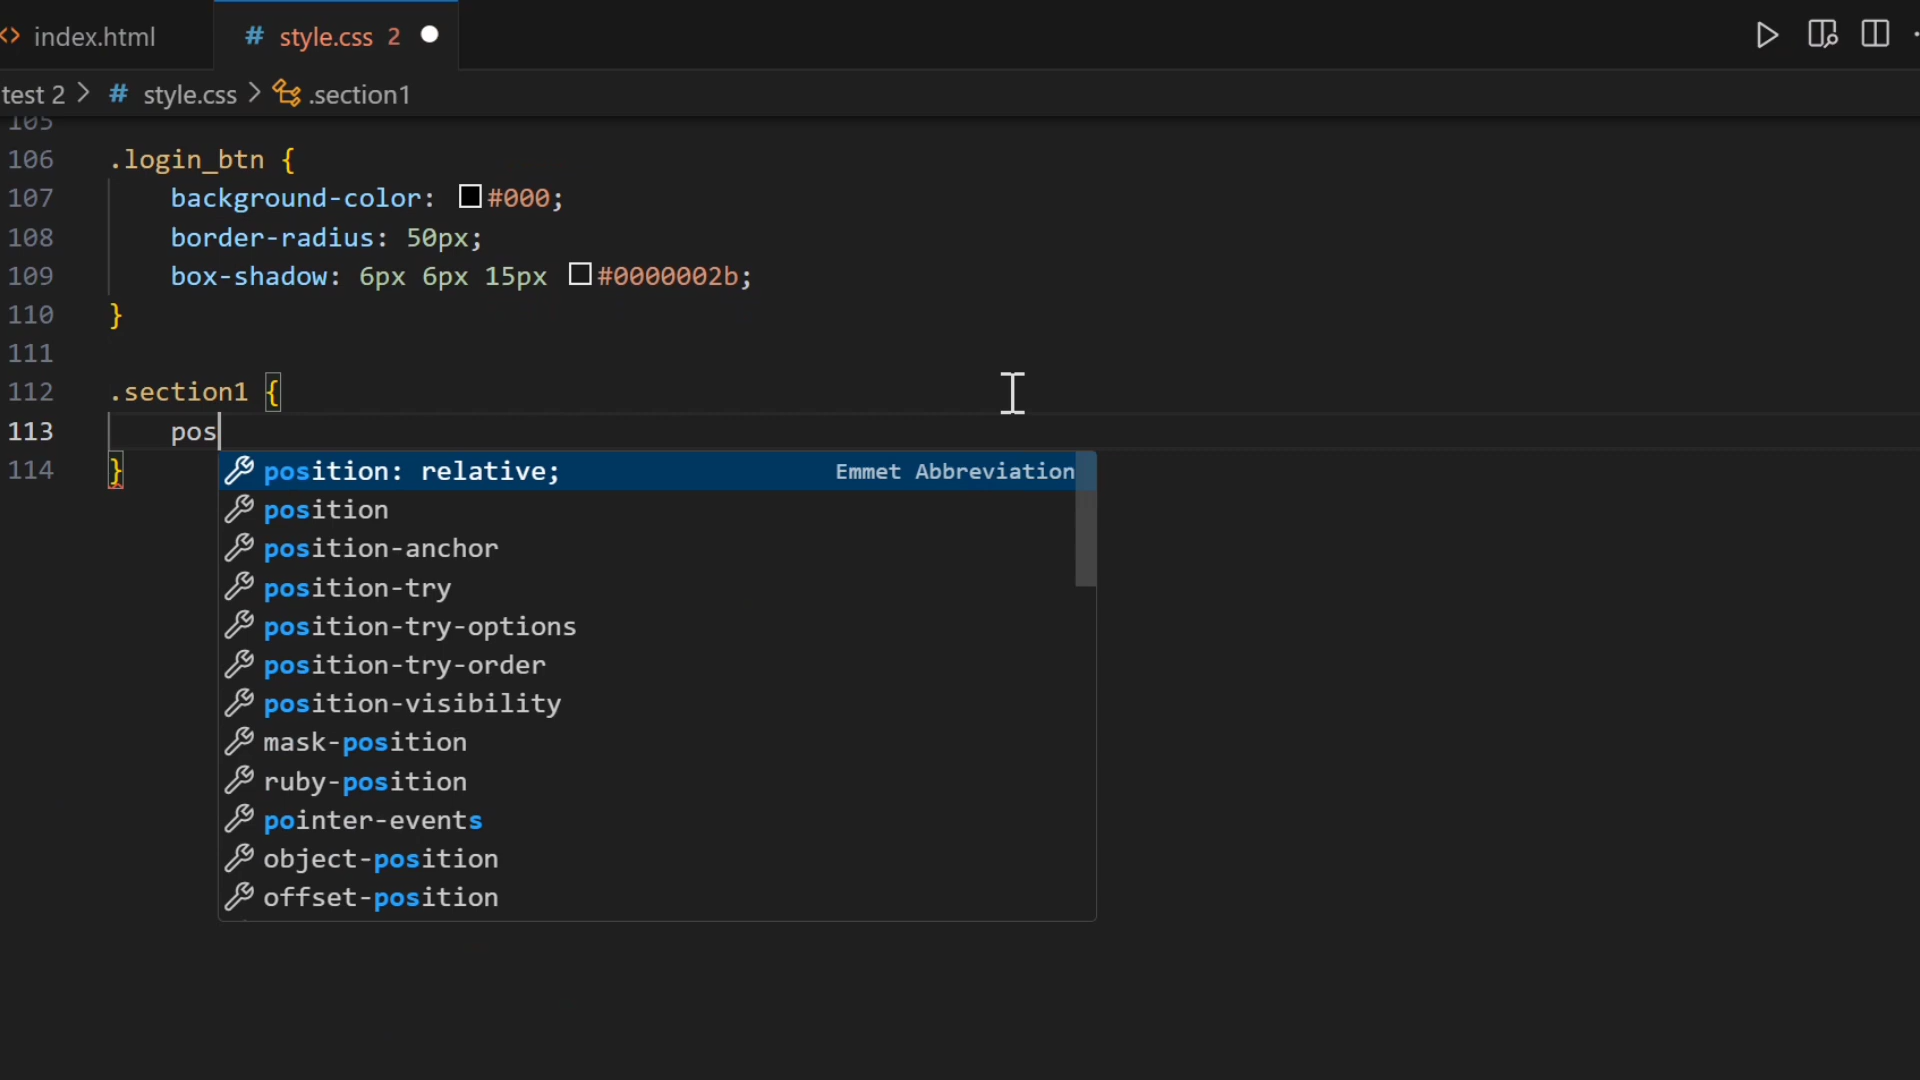 <> index.html # style.css 2
test 2 > # style.css > .section1
105
106 .login_btn {
107 background-color: #000;
108 border-radius: 50px;
109 box-shadow: 6px 6px 15px #0000002b;
110 }
111
112 .section1 {
113 pos
114 }
position: relative; Emmet Abbreviation
position
position-anchor
position-try
position-try-options
position-try-order
position-visibility
mask-position
ruby-position
pointer-events
object-position
offset-position